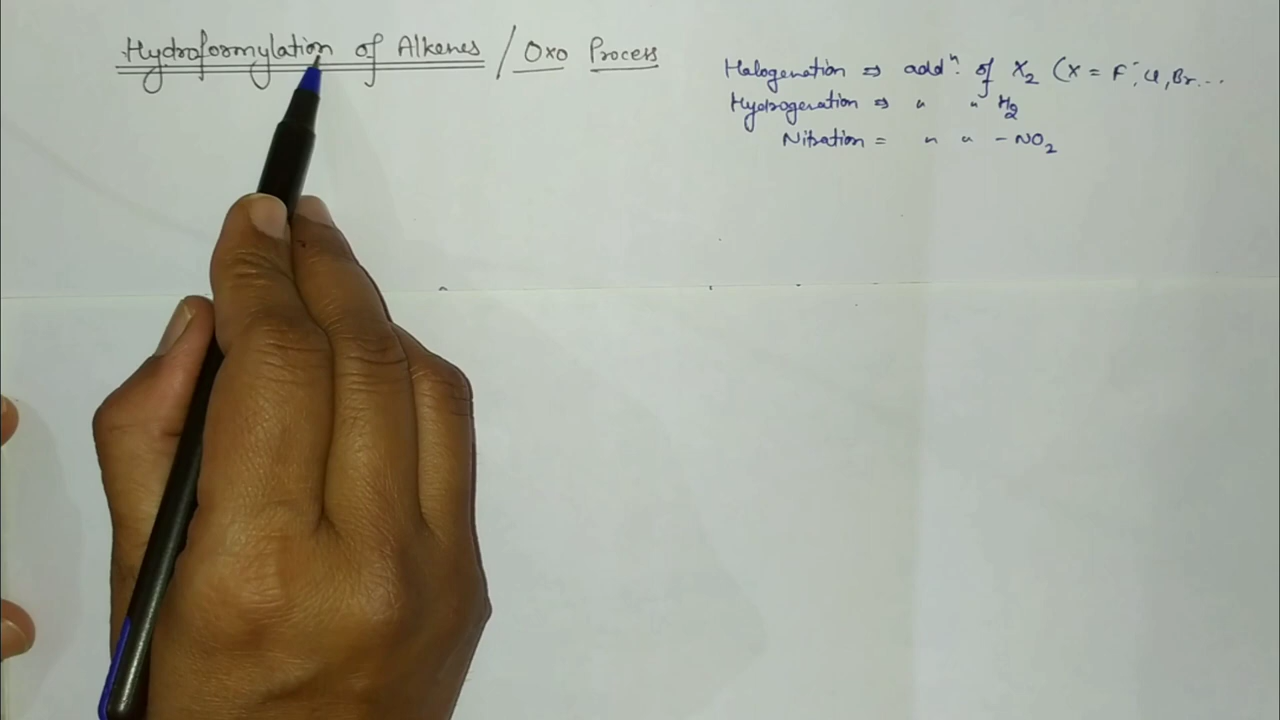 Hydroformylation of Alkenes / Oxo Process
Halogenation ⇒ addⁿ. of X₂ (X = F, Cl, Br...
Hydrogenation ⇒ " " H₂
Nitration = " " - NO₂